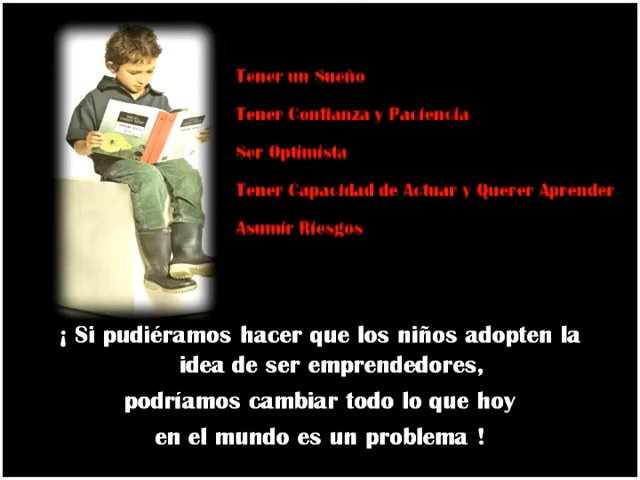 Tener un Sueño
Tener Confianza y Paciencia
Ser Optimista
Tener Capacidad de Actuar y Querer Aprender
Asumir Riesgos
¡ Si pudiéramos hacer que los niños adopten la
idea de ser emprendedores,
podríamos cambiar todo lo que hoy
en el mundo es un problema !